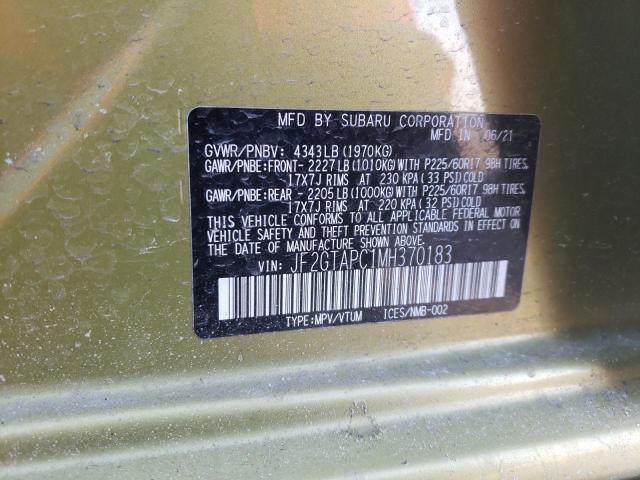 MFD BY SUBARU CORPORATION
MFD IN 06/21
GVWR/PNBV: 4343LB (1970KG)
GAWR/PNBE:FRONT- 2227LB(1010KG)WITH P225/60R17 98H TIRES,
17X7J RIMS AT 230 KPA (33 PSI)COLD
GAWR/PNBE:REAR - 2205LB(1000KG)WITH P225/60R17 98H TIRES,
17X7J RIMS AT 220 KPA (32 PSI)COLD
THIS VEHICLE CONFORMS TO ALL APPLICABLE FEDERAL MOTOR
VEHICLE SAFETY AND THEFT PREVENTION STANDARDS IN EFFECT ON
THE DATE OF MANUFACTURE SHOWN ABOVE.
VIN: JF2GTAPC1MH370183
TYPE:MPV/VTUM ICES/NMB-002